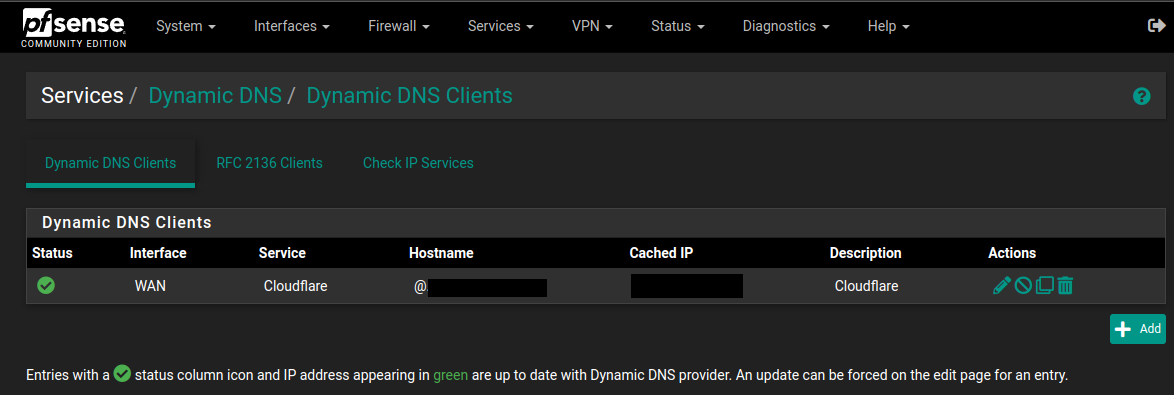 pfsense
COMMUNITY EDITION
System Interfaces Firewall Services VPN Status Diagnostics Help
Services / Dynamic DNS / Dynamic DNS Clients
Dynamic DNS Clients RFC 2136 Clients Check IP Services
Dynamic DNS Clients
Status Interface Service Hostname Cached IP Description Actions
WAN Cloudflare @ Cloudflare
Add
Entries with a status column icon and IP address appearing in green are up to date with Dynamic DNS provider. An update can be forced on the edit page for an entry.